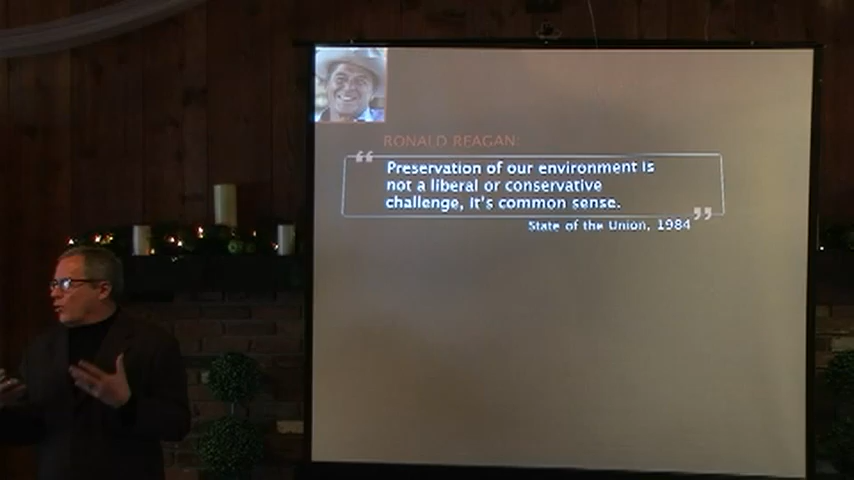 RONALD REAGAN:
“ Preservation of our environment is
not a liberal or conservative
challenge, it's common sense. ”
State of the Union, 1984